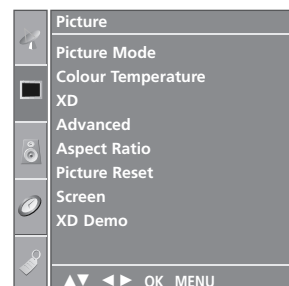 Picture
Picture Mode
Colour Temperature
XD
Advanced
Aspect Ratio
Picture Reset
Screen
XD Demo
▲▼ ◄► OK MENU